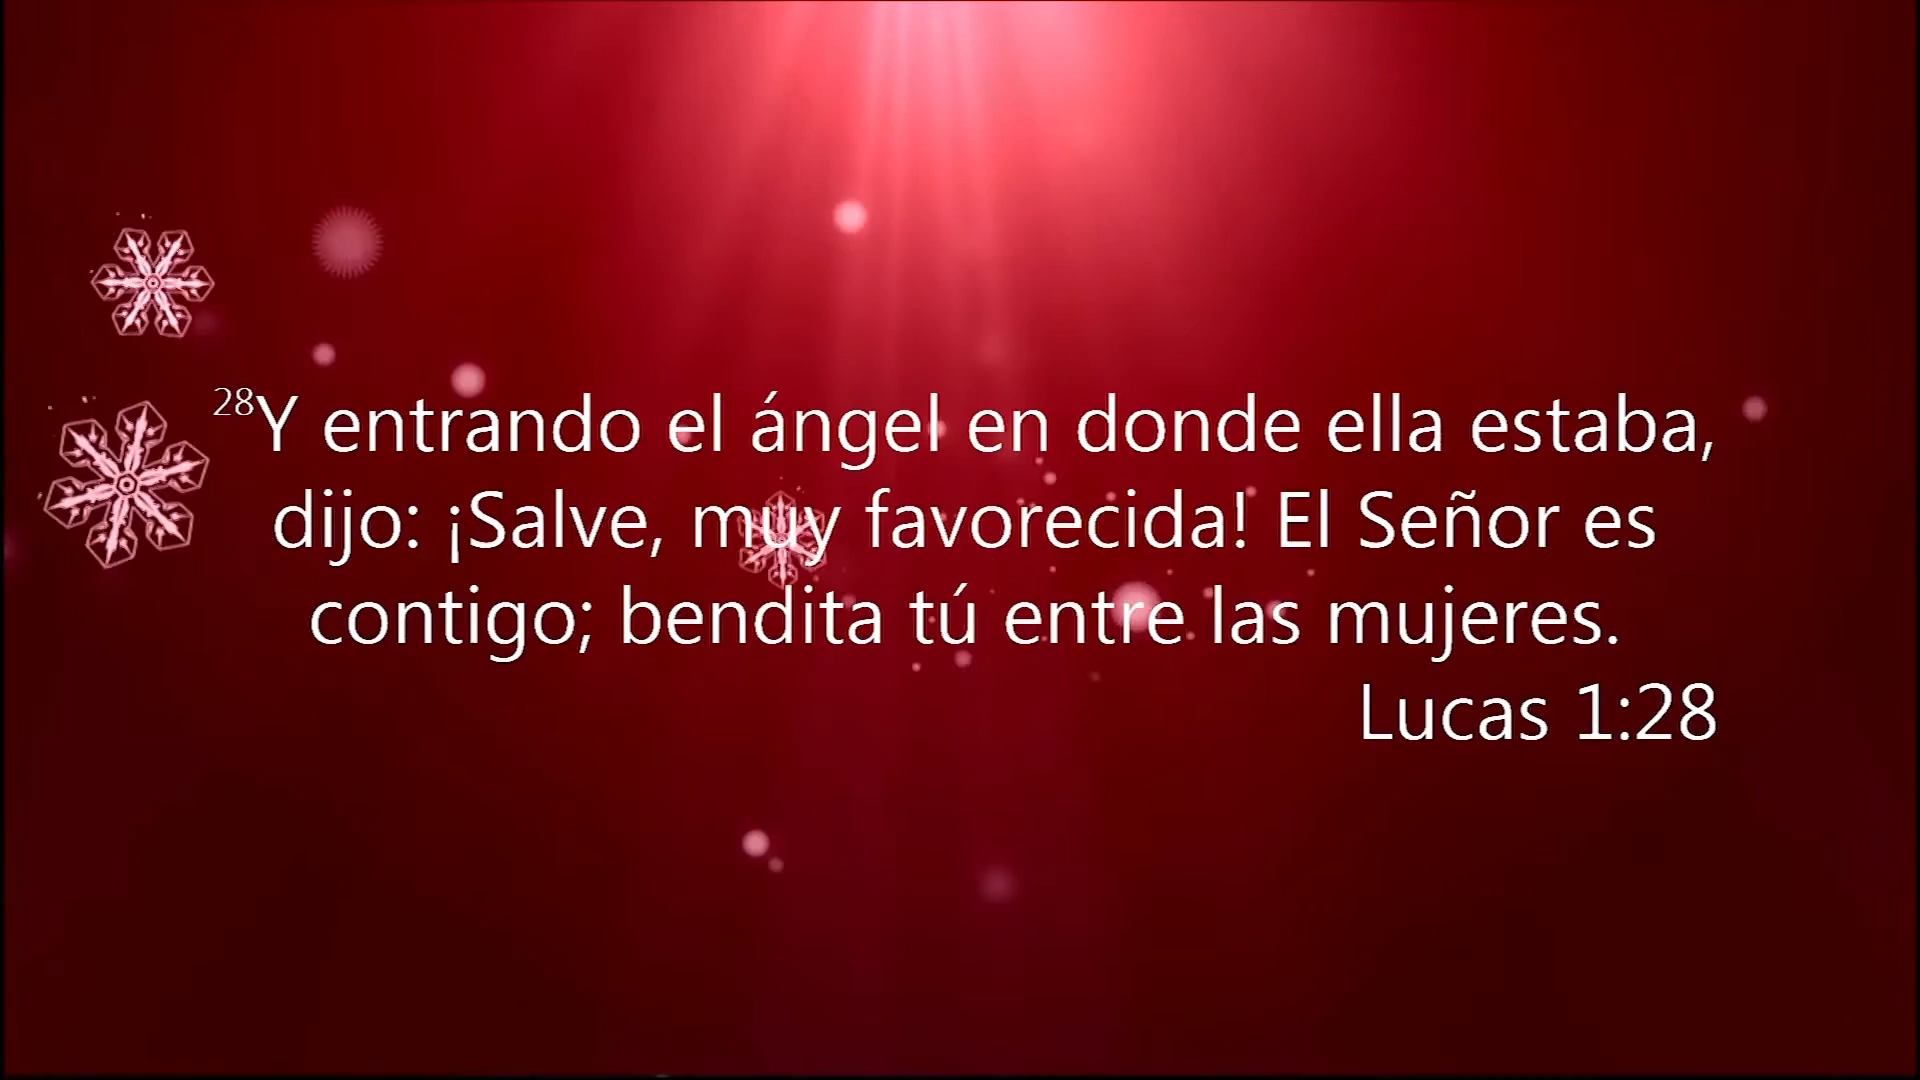 28Y entrando el ángel en donde ella estaba,
dijo: ¡Salve, muy favorecida! El Señor es
contigo; bendita tú entre las mujeres.
Lucas 1:28